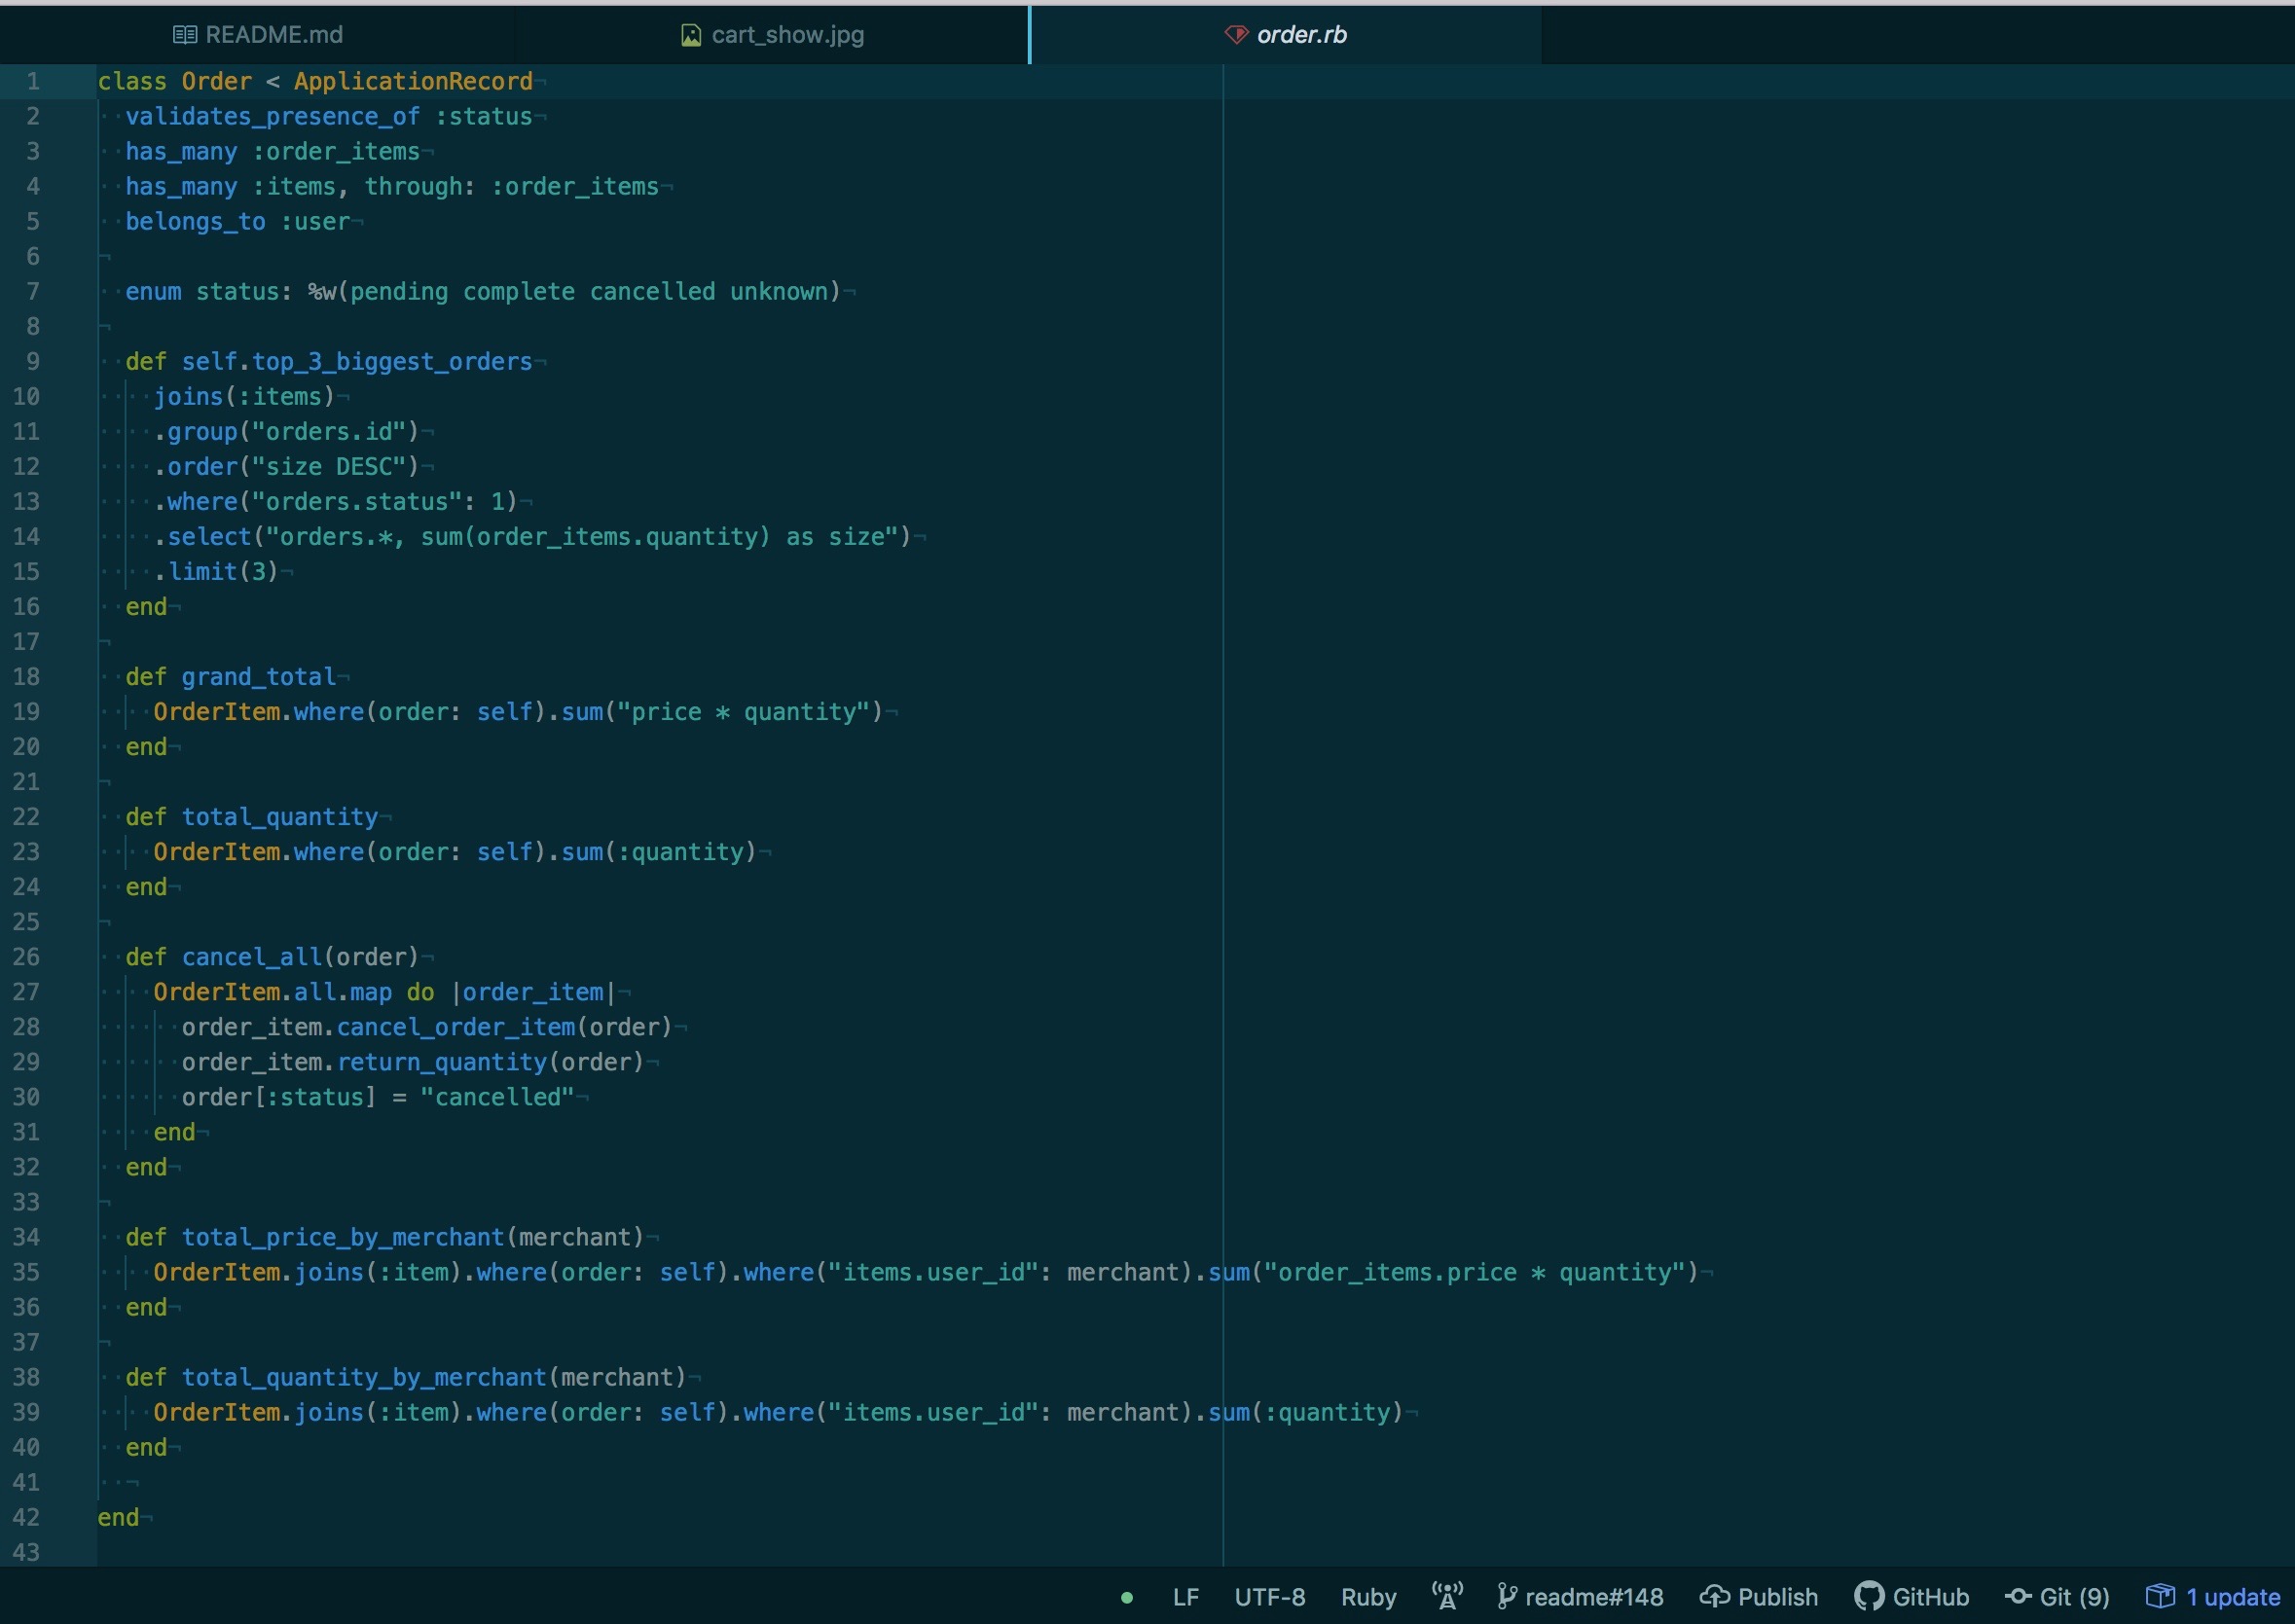 README.md
cart_show.jpg
order.rb
1 class Order < ApplicationRecord
2   validates_presence_of :status
3   has_many :order_items
4   has_many :items, through: :order_items
5   belongs_to :user
6
7   enum status: %w(pending complete cancelled unknown)
8
9   def self.top_3_biggest_orders
10     joins(:items)
11     .group("orders.id")
12     .order("size DESC")
13     .where("orders.status": 1)
14     .select("orders.*, sum(order_items.quantity) as size")
15     .limit(3)
16   end
17
18   def grand_total
19     OrderItem.where(order: self).sum("price * quantity")
20   end
21
22   def total_quantity
23     OrderItem.where(order: self).sum(:quantity)
24   end
25
26   def cancel_all(order)
27     OrderItem.all.map do |order_item|
28       order_item.cancel_order_item(order)
29       order_item.return_quantity(order)
30       order[:status] = "cancelled"
31     end
32   end
33
34   def total_price_by_merchant(merchant)
35     OrderItem.joins(:item).where(order: self).where("items.user_id": merchant).sum("order_items.price * quantity")
36   end
37
38   def total_quantity_by_merchant(merchant)
39     OrderItem.joins(:item).where(order: self).where("items.user_id": merchant).sum(:quantity)
40   end
41
42 end
43
LF UTF-8 Ruby readme#148 Publish GitHub Git (9) 1 update